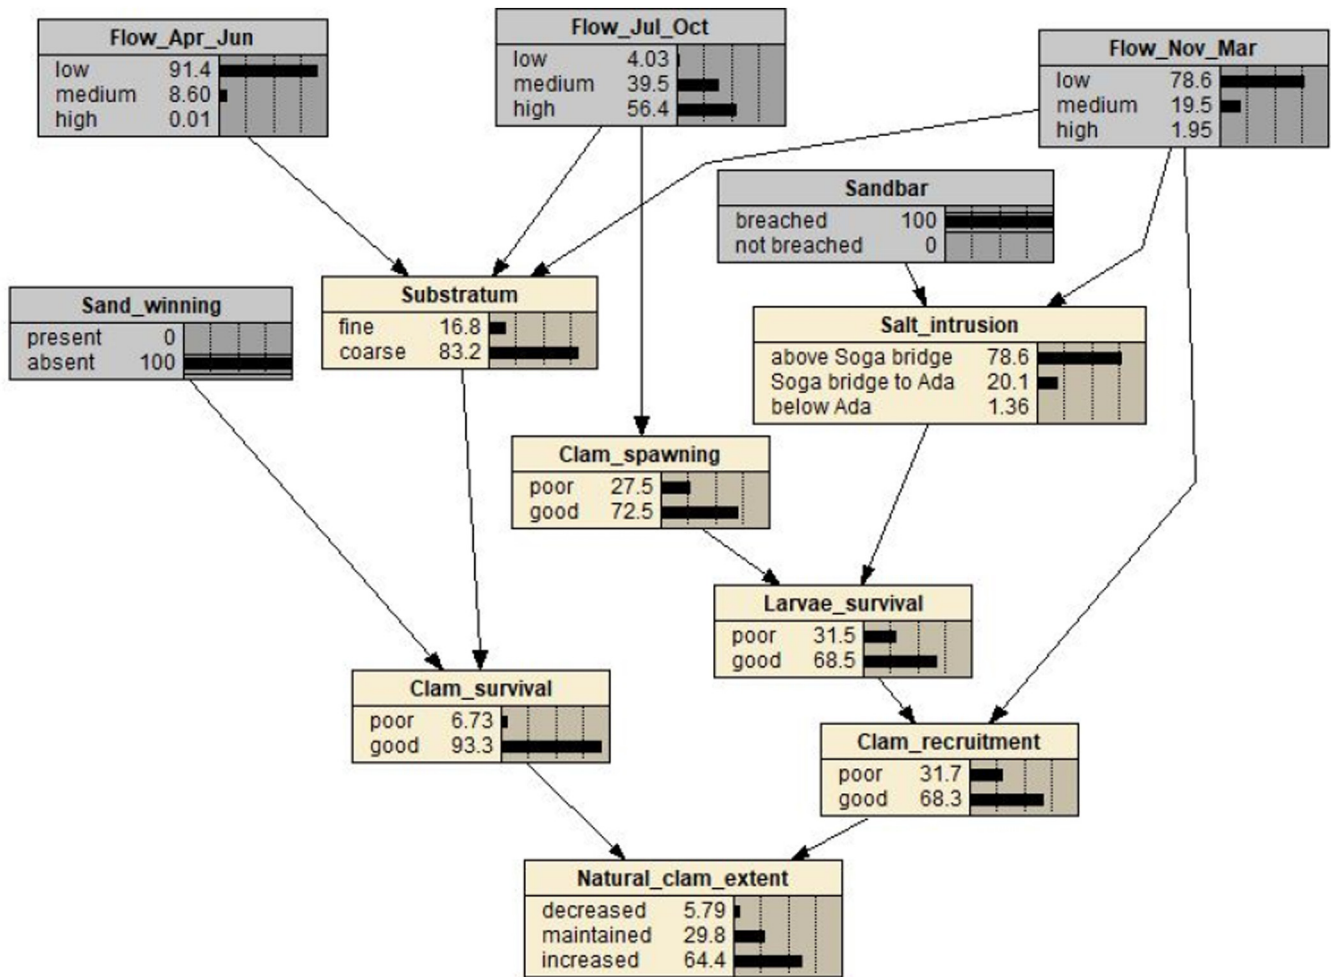 Flow_Apr_Jun
low 91.4
medium 8.60
high 0.01
Flow_Jul_Oct
low 4.03
medium 39.5
high 56.4
Flow_Nov_Mar
low 78.6
medium 19.5
high 1.95
Sandbar
breached 100
not breached 0
Sand_winning
present 0
absent 100
Substratum
fine 16.8
coarse 83.2
Salt_intrusion
above Soga bridge 78.6
Soga bridge to Ada 20.1
below Ada 1.36
Clam_spawning
poor 27.5
good 72.5
Larvae_survival
poor 31.5
good 68.5
Clam_survival
poor 6.73
good 93.3
Clam_recruitment
poor 31.7
good 68.3
Natural_clam_extent
decreased 5.79
maintained 29.8
increased 64.4